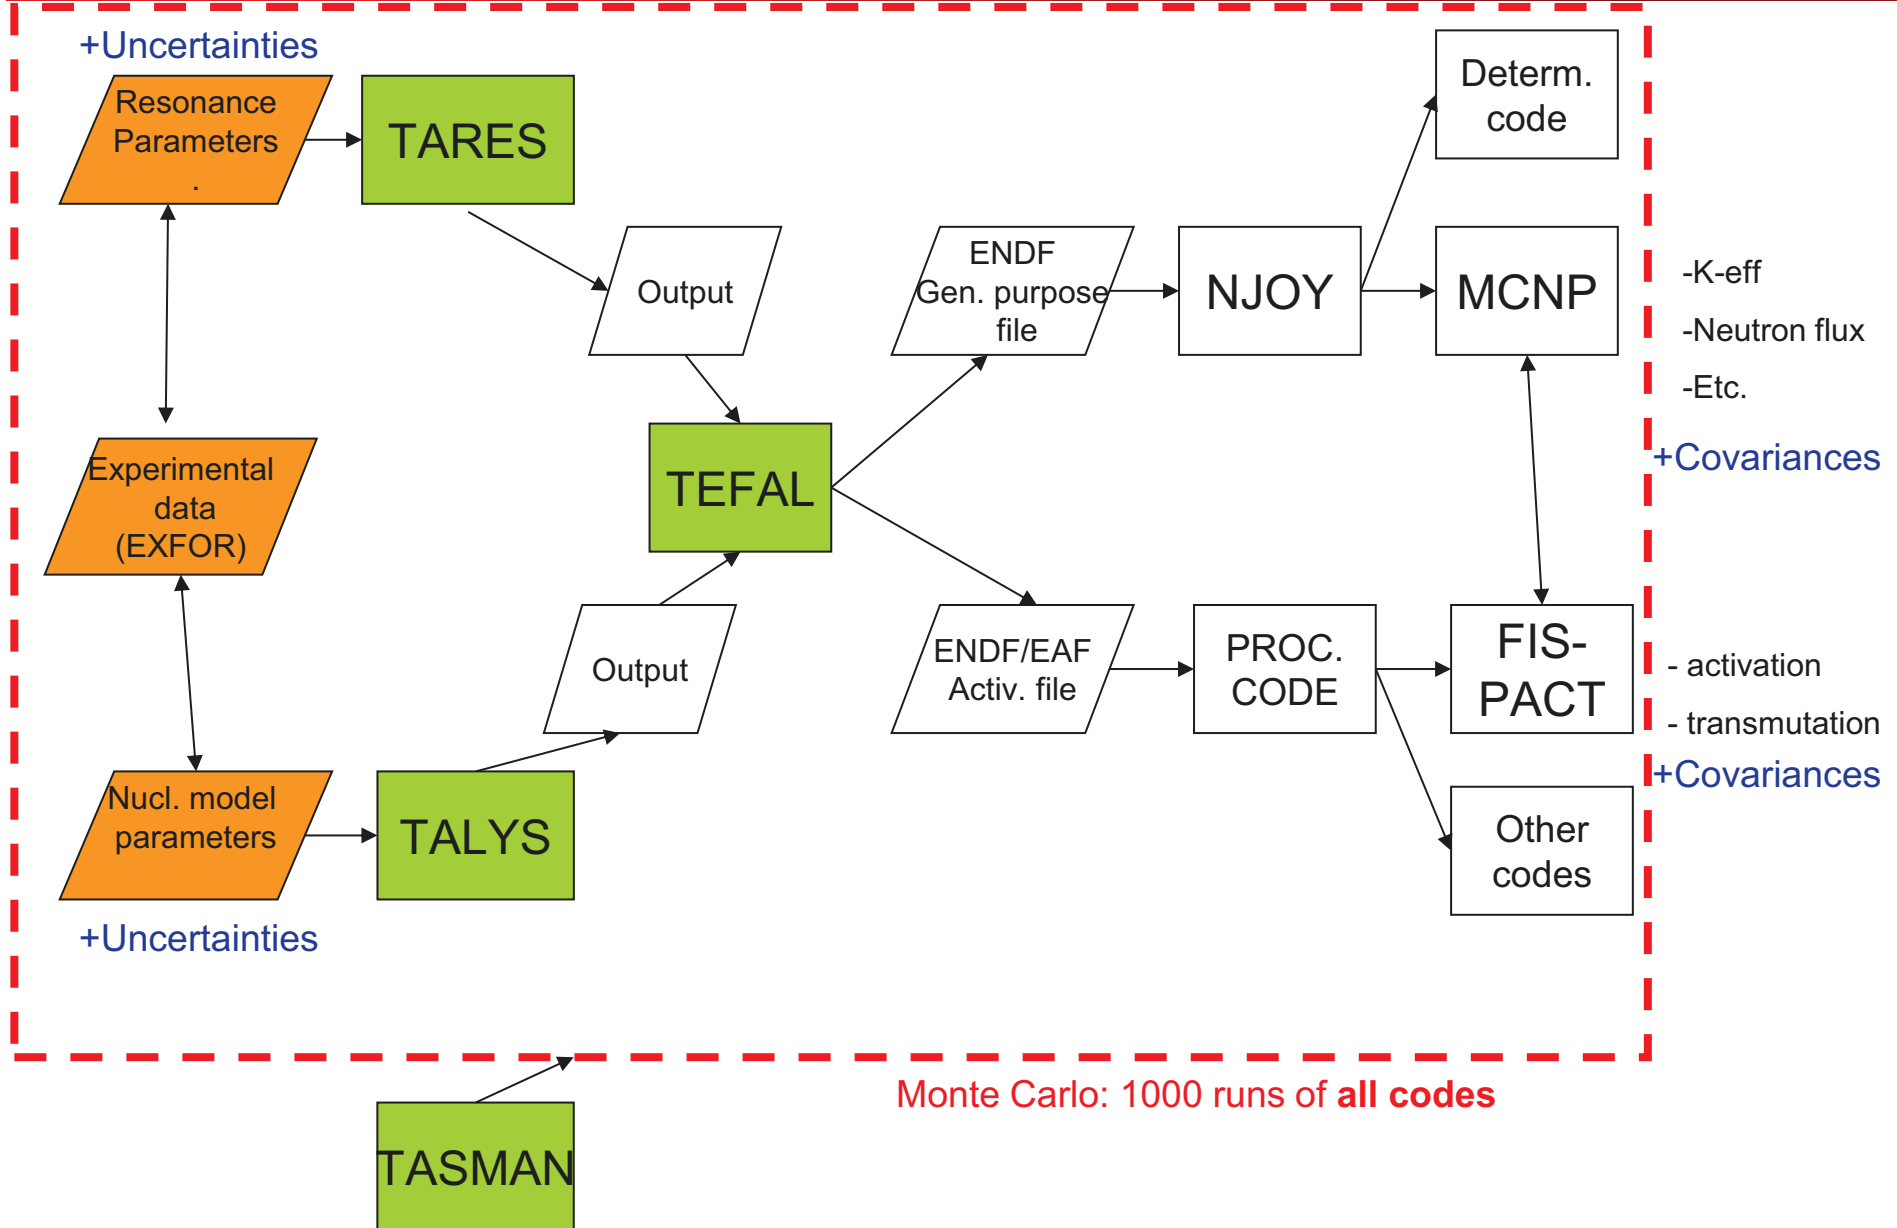 +Uncertainties
Resonance
Parameters
.
TARES
Determ.
code
Output
ENDF
Gen. purpose
file
NJOY
MCNP
-K-eff
-Neutron flux
-Etc.
+Covariances
Experimental
data
(EXFOR)
TEFAL
Output
ENDF/EAF
Activ. file
PROC.
CODE
FIS-
PACT
- activation
- transmutation
+Covariances
Nucl. model
parameters
TALYS
Other
codes
+Uncertainties
Monte Carlo: 1000 runs of all codes
TASMAN